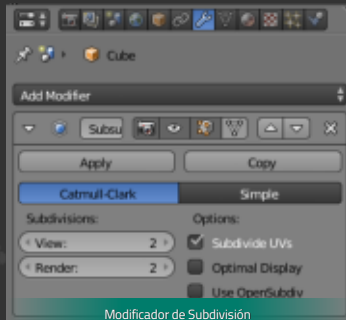 Cube
Add Modifier
Subsu
Apply Copy
Catmull-Clark Simple
Subdivisions: Options:
View: 2 Subdivide UVs
Render: 2 Optimal Display
Use OpenSubdiv
Modificador de Subdivisión